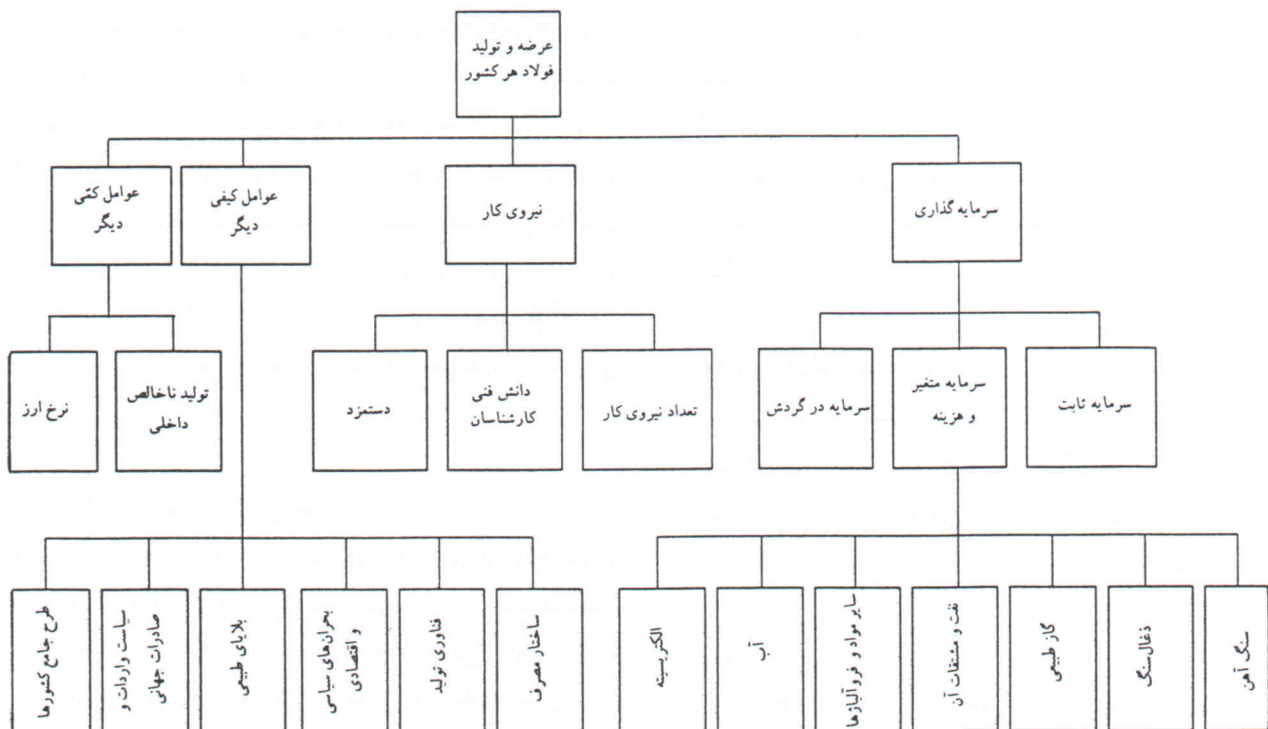 عرضه و تولید
فولاد هر کشور
سرمایه گذاری
نیروی کار
عوامل کیفی
دیگر
عوامل کمّی
دیگر
سرمایه ثابت
سرمایه متغیر
و هزینه
سرمایه در گردش
تعداد نیروی کار
دانش فنی
کارشناسان
دستمزد
تولید ناخالص
داخلی
نرخ ارز
سنگ آهن
ذغال‌سنگ
گاز طبیعی
نفت و مشتقات آن
سایر مواد و فروآلیاژها
آب
الکتریسیته
ساختار مصرف
فناوری تولید
بحران‌های سیاسی
و اقتصادی
بلایای طبیعی
سیاست واردات و
صادرات جهانی
طرح جامع کشورها